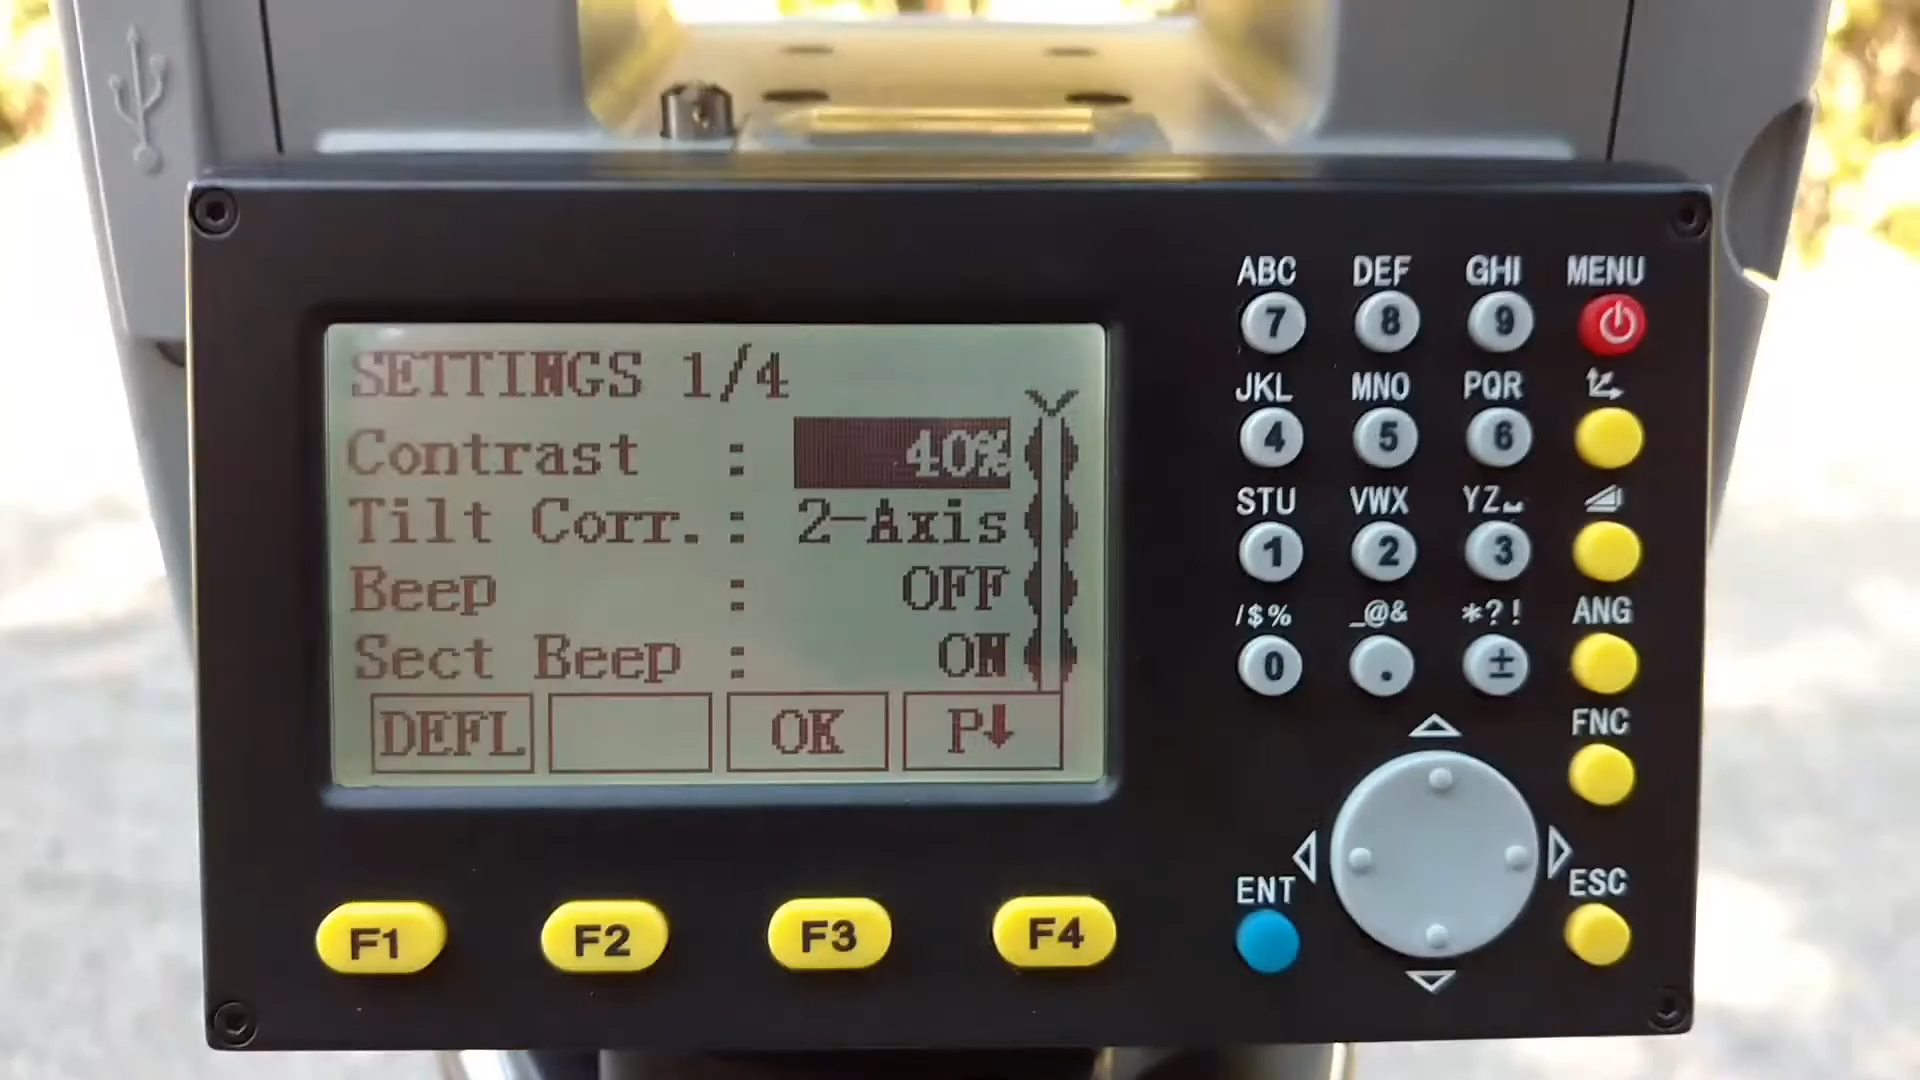 SETTINGS 1/4
Contrast : 40%
Tilt Corr. : 2-Axis
Beep : OFF
Sect Beep : ON
DEFL OK P↓
F1 F2 F3 F4
ABC DEF GHI MENU
7 8 9
JKL MNO PQR
4 5 6
STU VWX YZ␣
1 2 3
/$% _@& *?! ANG
0 . ±
FNC
ENT ESC